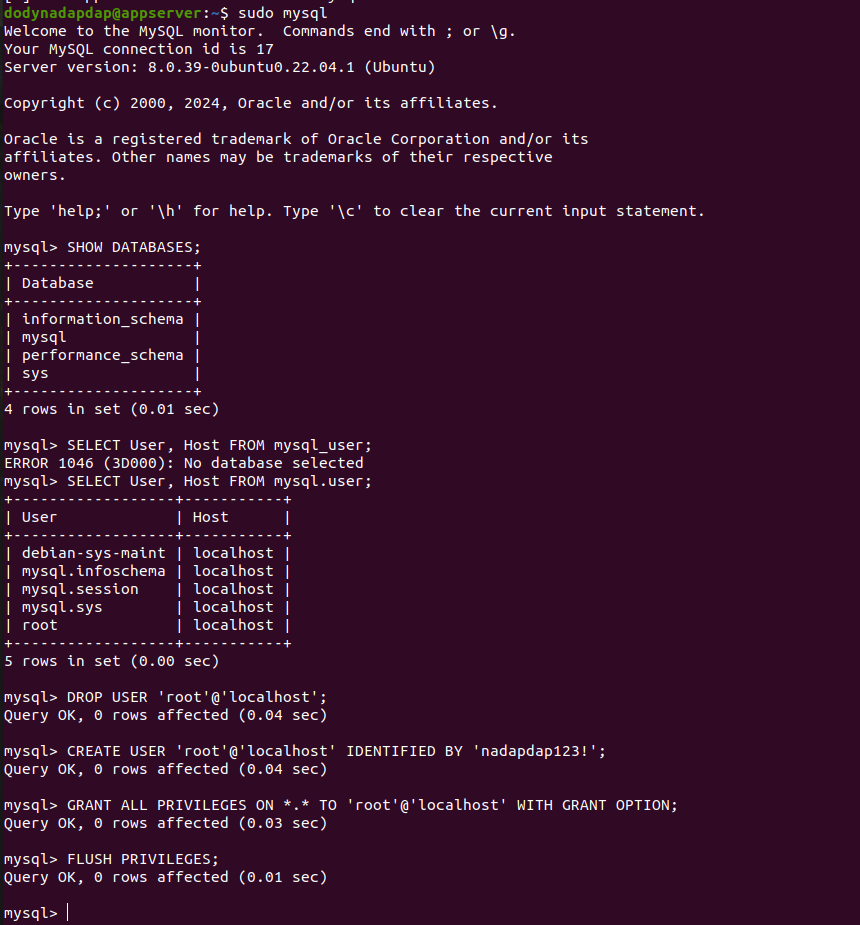 dodynadapdap@appserver:~$ sudo mysql
Welcome to the MySQL monitor.  Commands end with ; or \g.
Your MySQL connection id is 17
Server version: 8.0.39-0ubuntu0.22.04.1 (Ubuntu)

Copyright (c) 2000, 2024, Oracle and/or its affiliates.

Oracle is a registered trademark of Oracle Corporation and/or its
affiliates. Other names may be trademarks of their respective
owners.

Type 'help;' or '\h' for help. Type '\c' to clear the current input statement.

mysql> SHOW DATABASES;
+--------------------+
| Database           |
+--------------------+
| information_schema |
| mysql              |
| performance_schema |
| sys                |
+--------------------+
4 rows in set (0.01 sec)

mysql> SELECT User, Host FROM mysql_user;
ERROR 1046 (3D000): No database selected
mysql> SELECT User, Host FROM mysql.user;
+------------------+-----------+
| User             | Host      |
+------------------+-----------+
| debian-sys-maint | localhost |
| mysql.infoschema | localhost |
| mysql.session    | localhost |
| mysql.sys        | localhost |
| root             | localhost |
+------------------+-----------+
5 rows in set (0.00 sec)

mysql> DROP USER 'root'@'localhost';
Query OK, 0 rows affected (0.04 sec)

mysql> CREATE USER 'root'@'localhost' IDENTIFIED BY 'nadapdap123!';
Query OK, 0 rows affected (0.04 sec)

mysql> GRANT ALL PRIVILEGES ON *.* TO 'root'@'localhost' WITH GRANT OPTION;
Query OK, 0 rows affected (0.03 sec)

mysql> FLUSH PRIVILEGES;
Query OK, 0 rows affected (0.01 sec)

mysql>